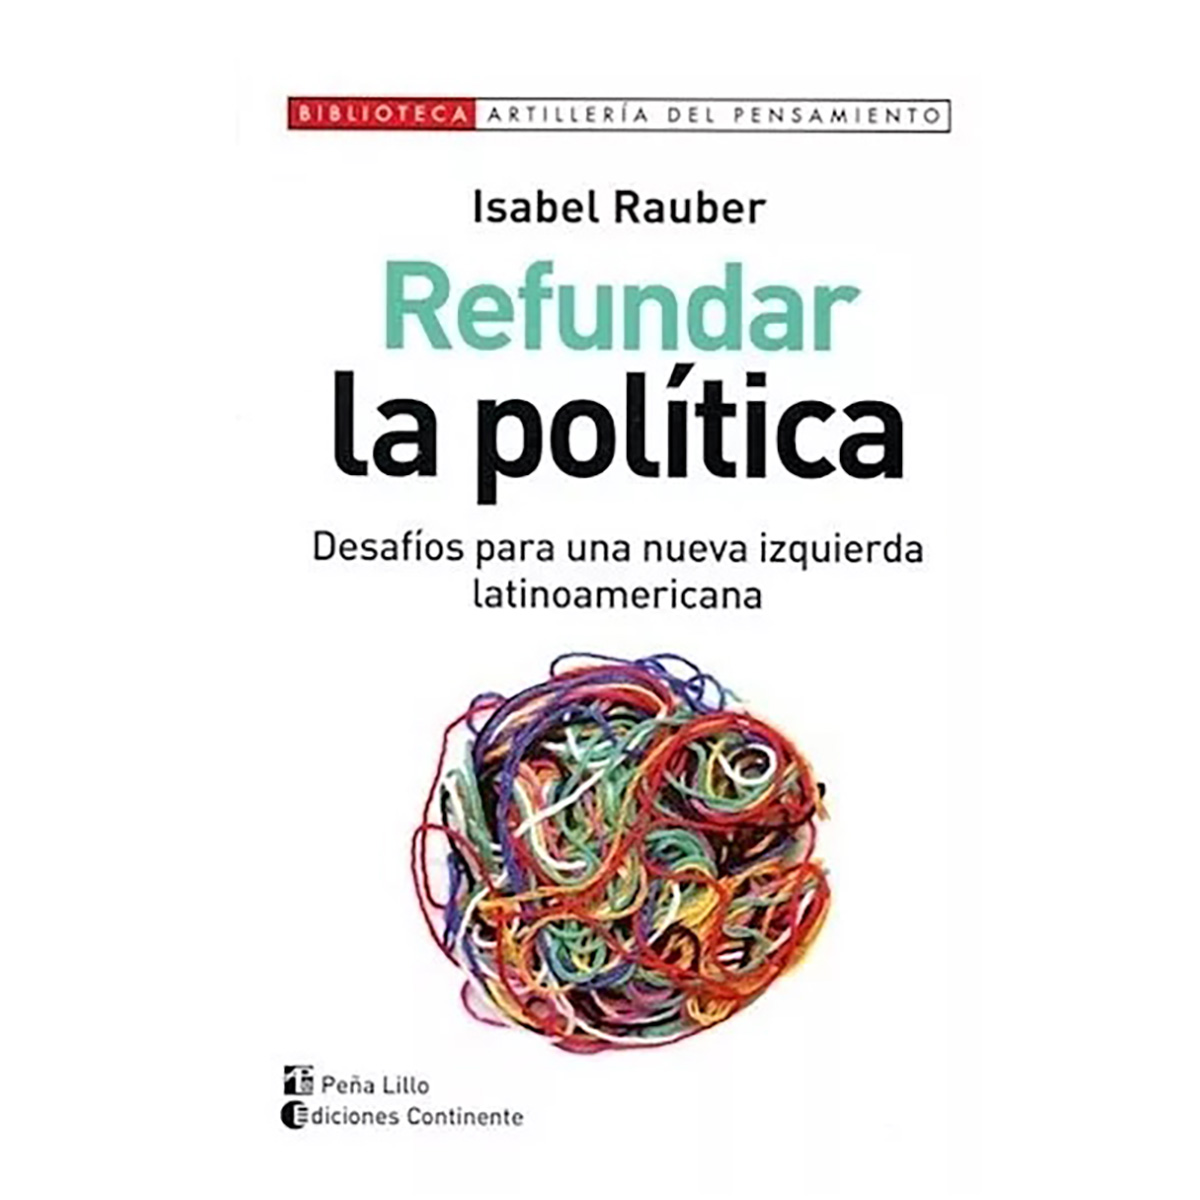 BIBLIOTECA ARTILLERÍA DEL PENSAMIENTO
Isabel Rauber
Refundar
la política
Desafíos para una nueva izquierda
latinoamericana
Peña Lillo
Ediciones Continente